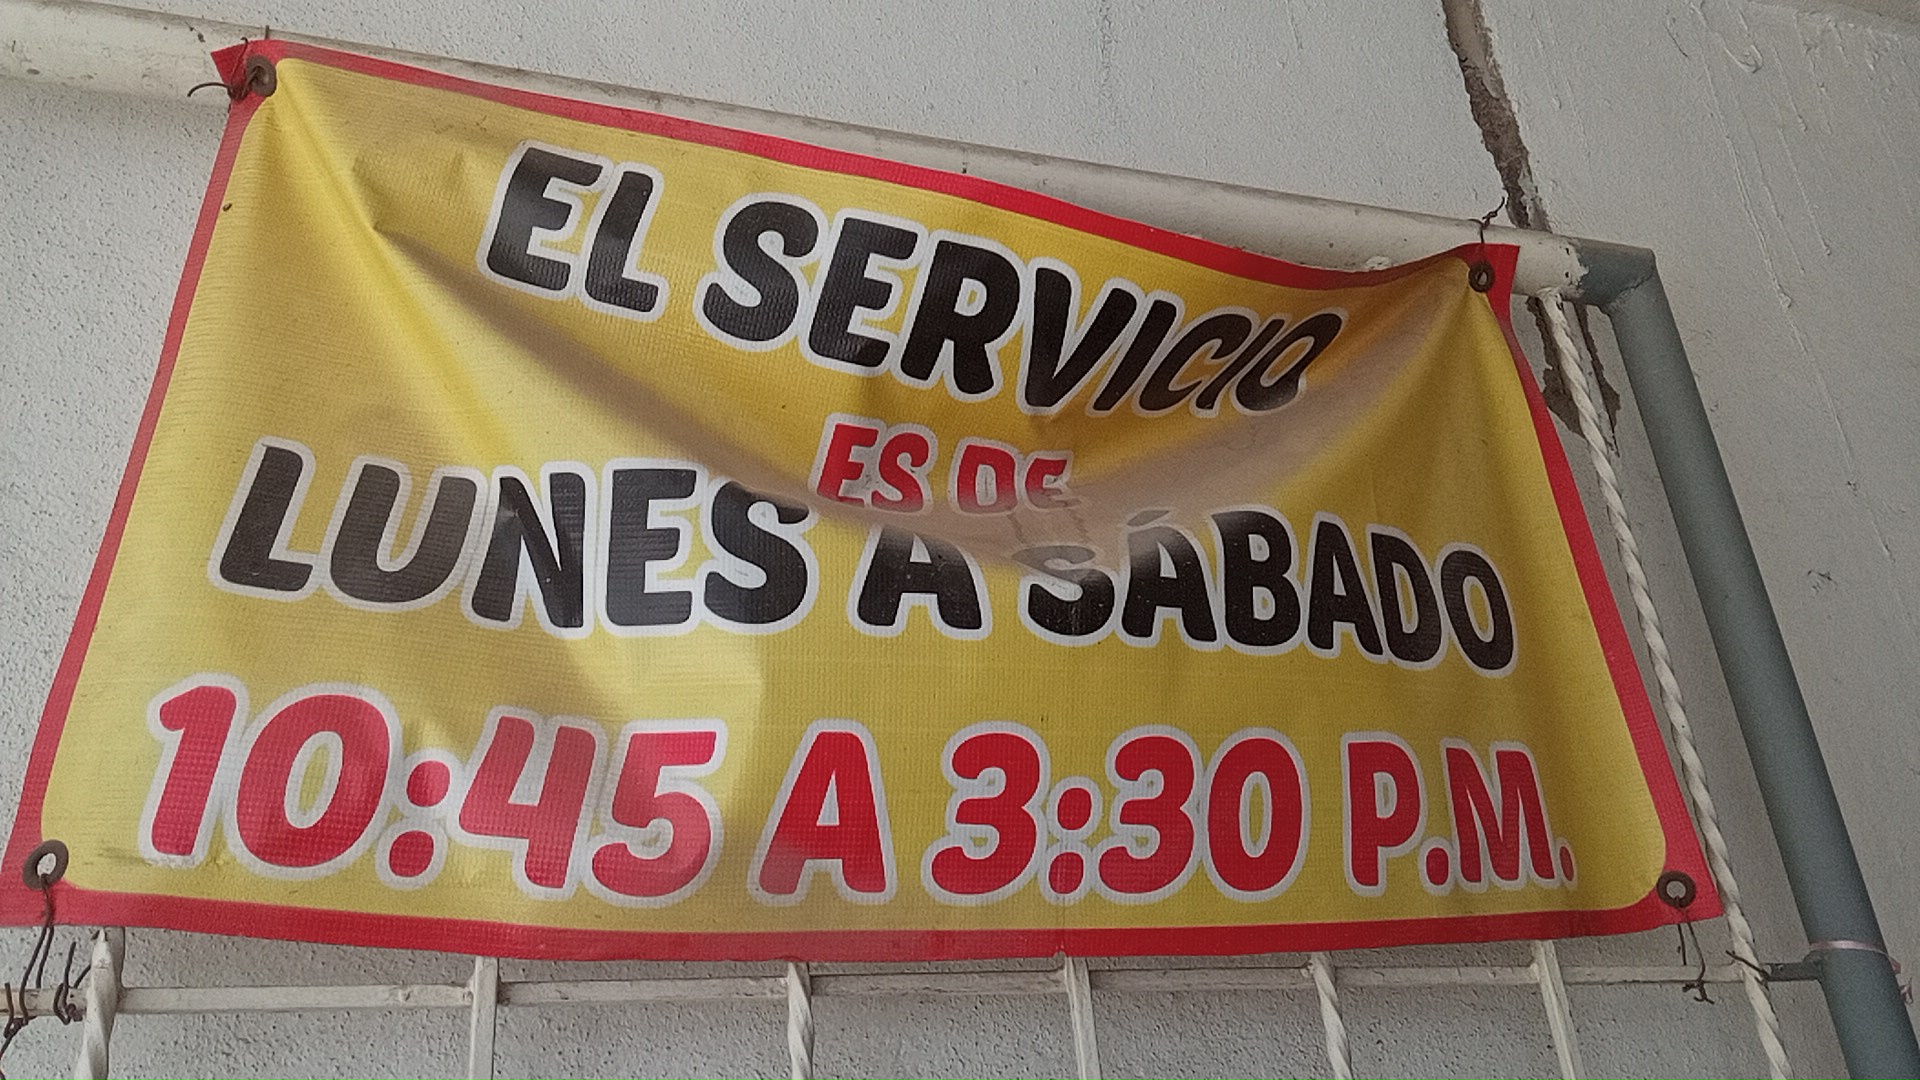 EL SERVICIO
ES DE
LUNES A SÁBADO
10:45 A 3:30 P.M.